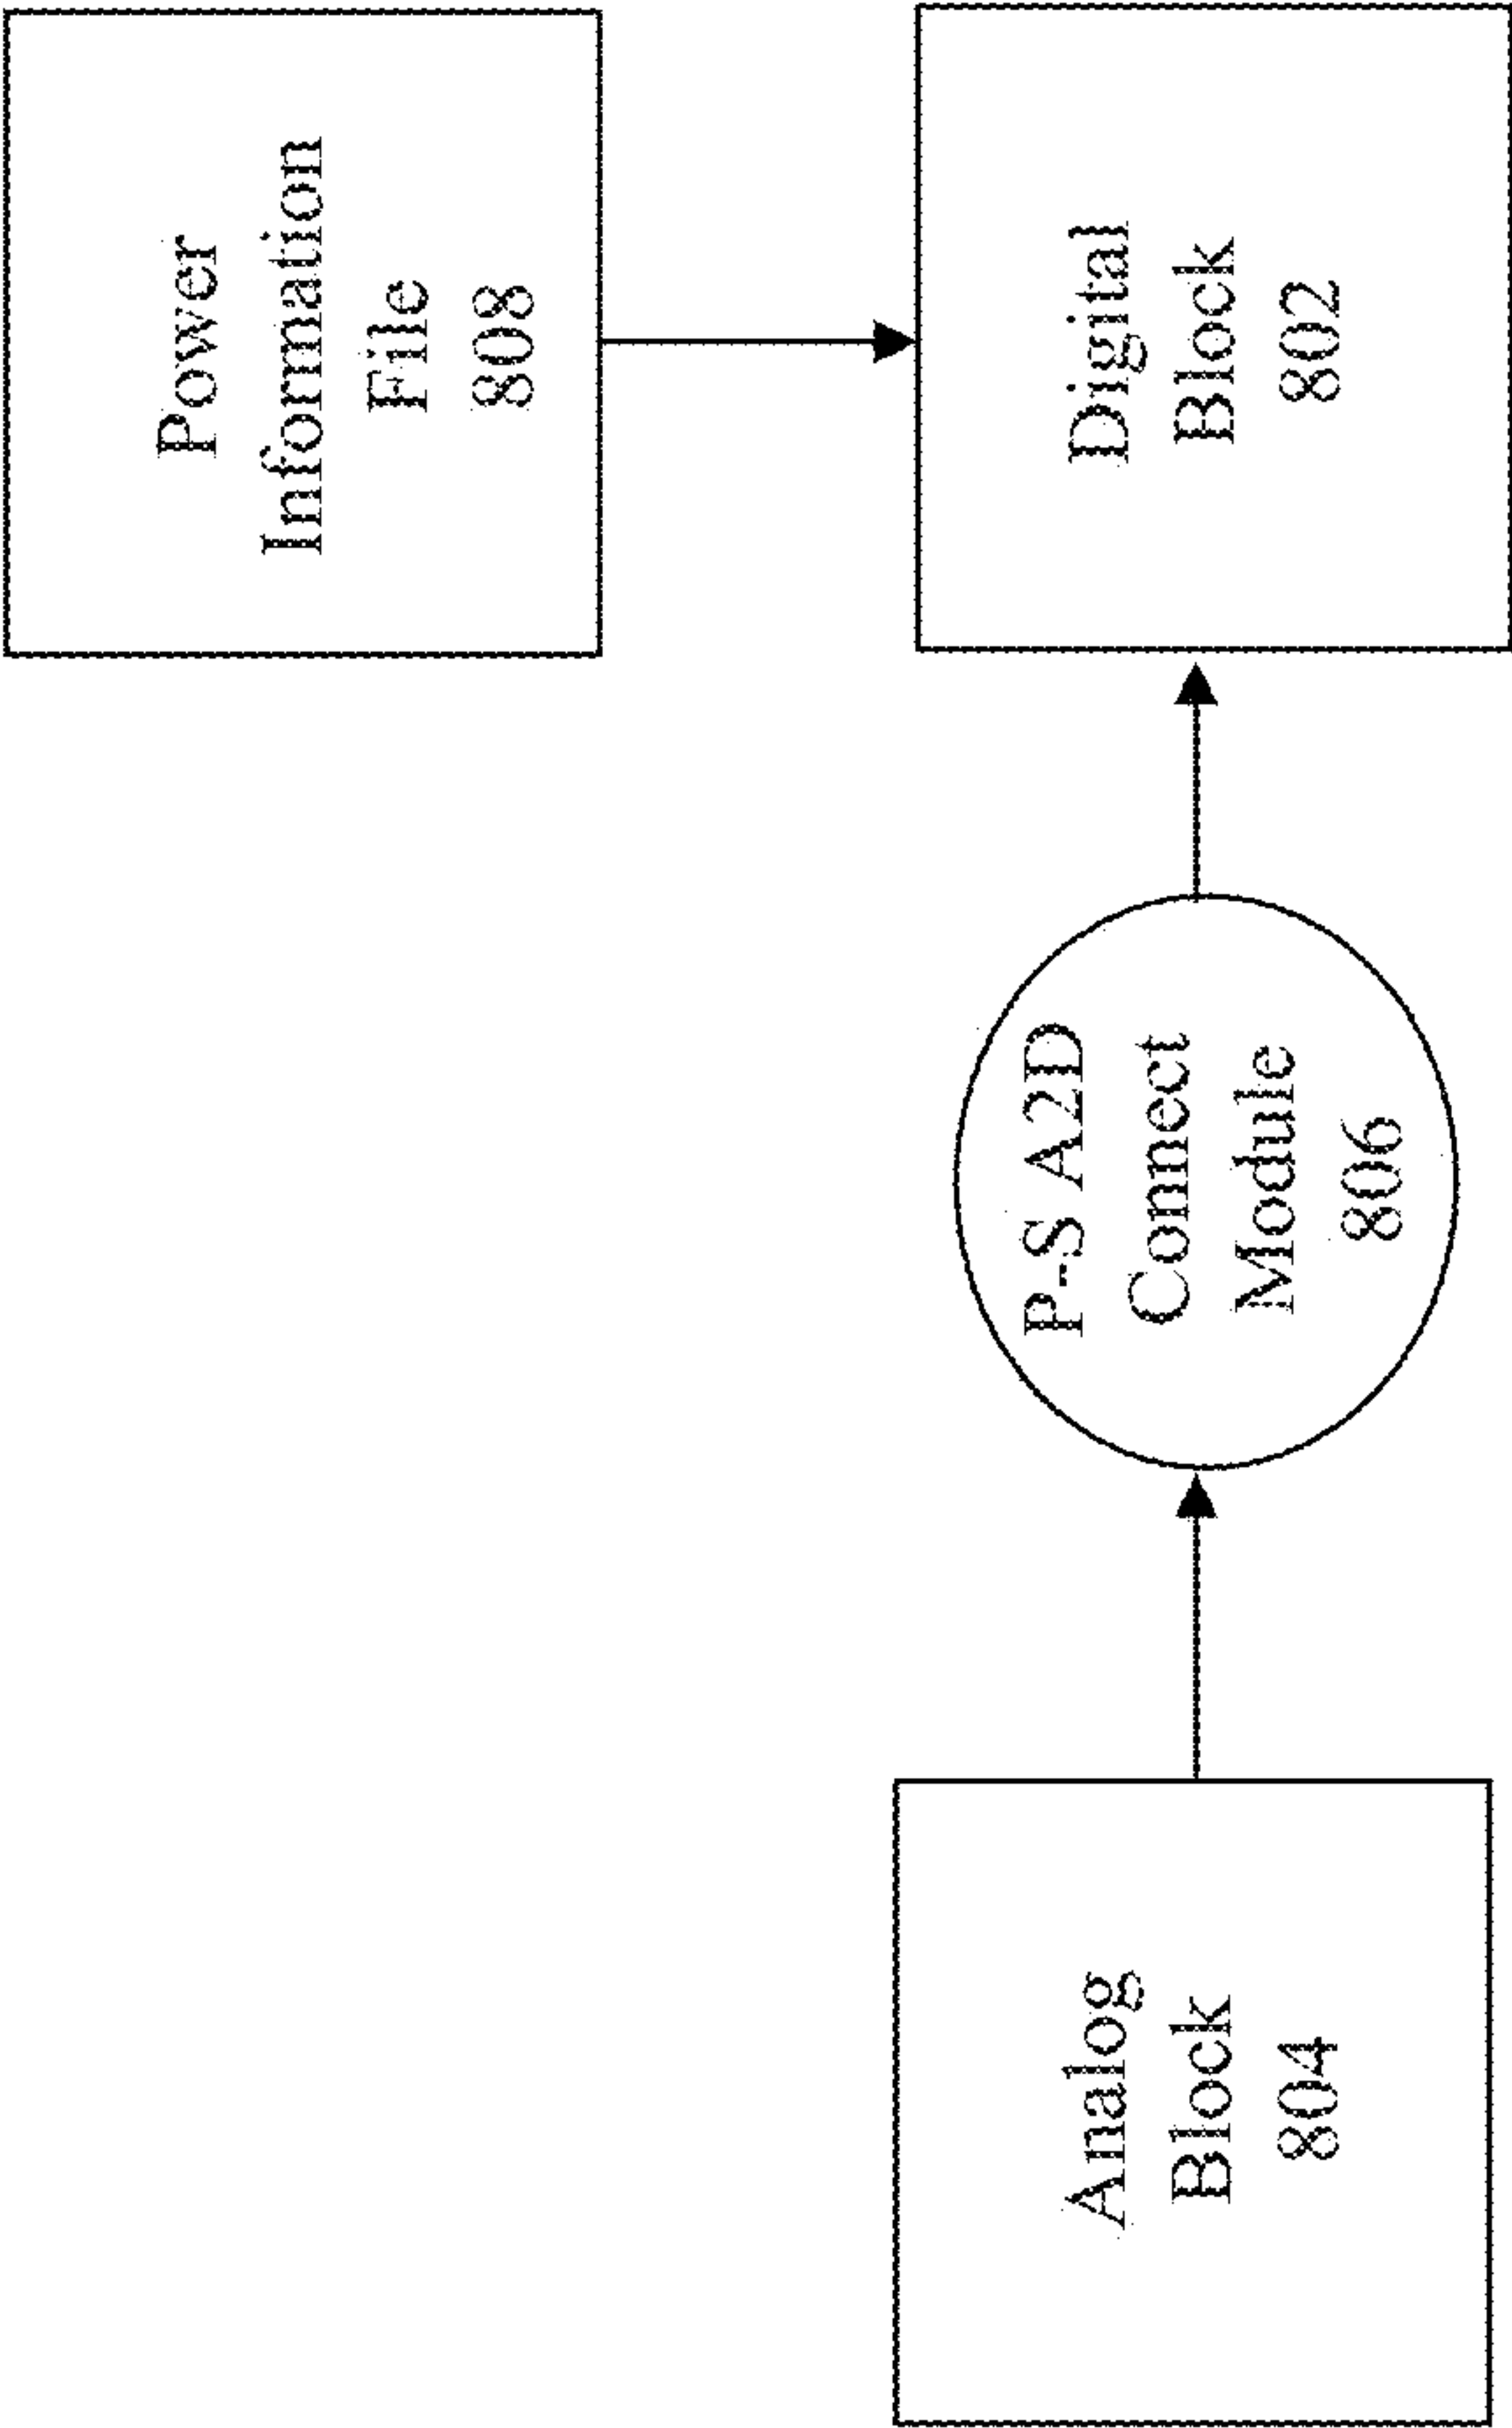 Power
Information
File
808
Digital
Block
802
P-S A2D
Connect
Module
806
Analog
Block
804